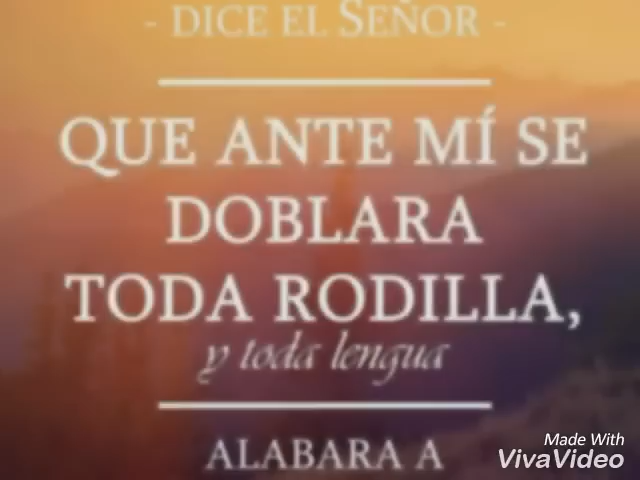 - DICE EL SEÑOR -
QUE ANTE MÍ SE
DOBLARA
TODA RODILLA,
y toda lengua
ALABARA A
Made With
VivaVideo